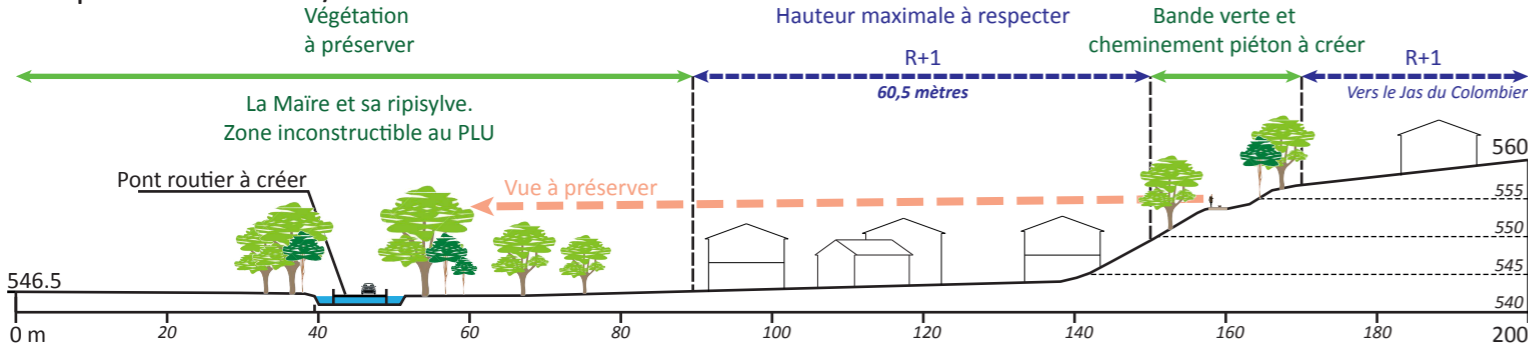 Végétation
à préserver
Hauteur maximale à respecter
Bande verte et
cheminement piéton à créer
R+1
R+1
60,5 mètres
Vers le Jas du Colombier
La Maïre et sa ripisylve.
Zone inconstructible au PLU
Pont routier à créer
Vue à préserver
560
555
550
545
540
546.5
0 m
20
40
60
80
100
120
140
160
180
200